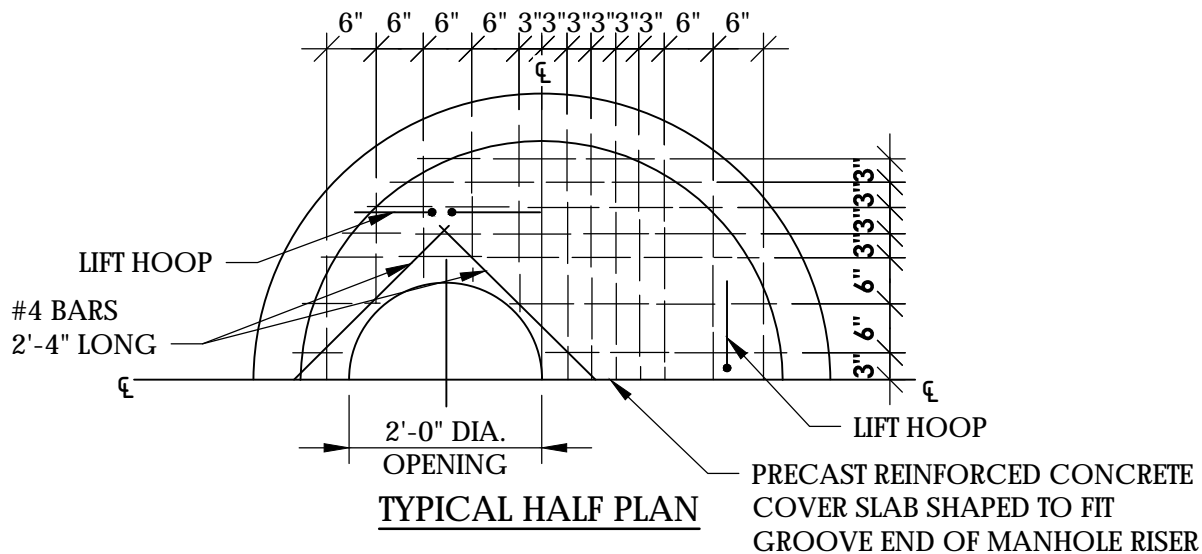 6" 6" 6" 6" 3" 3" 3" 3" 3" 3" 6" 6"
℄
3"
3"
3"
3"
6"
6"
3"
LIFT HOOP
#4 BARS
2'-4" LONG
℄
℄
2'-0" DIA.
OPENING
LIFT HOOP
TYPICAL HALF PLAN
PRECAST REINFORCED CONCRETE
COVER SLAB SHAPED TO FIT
GROOVE END OF MANHOLE RISER